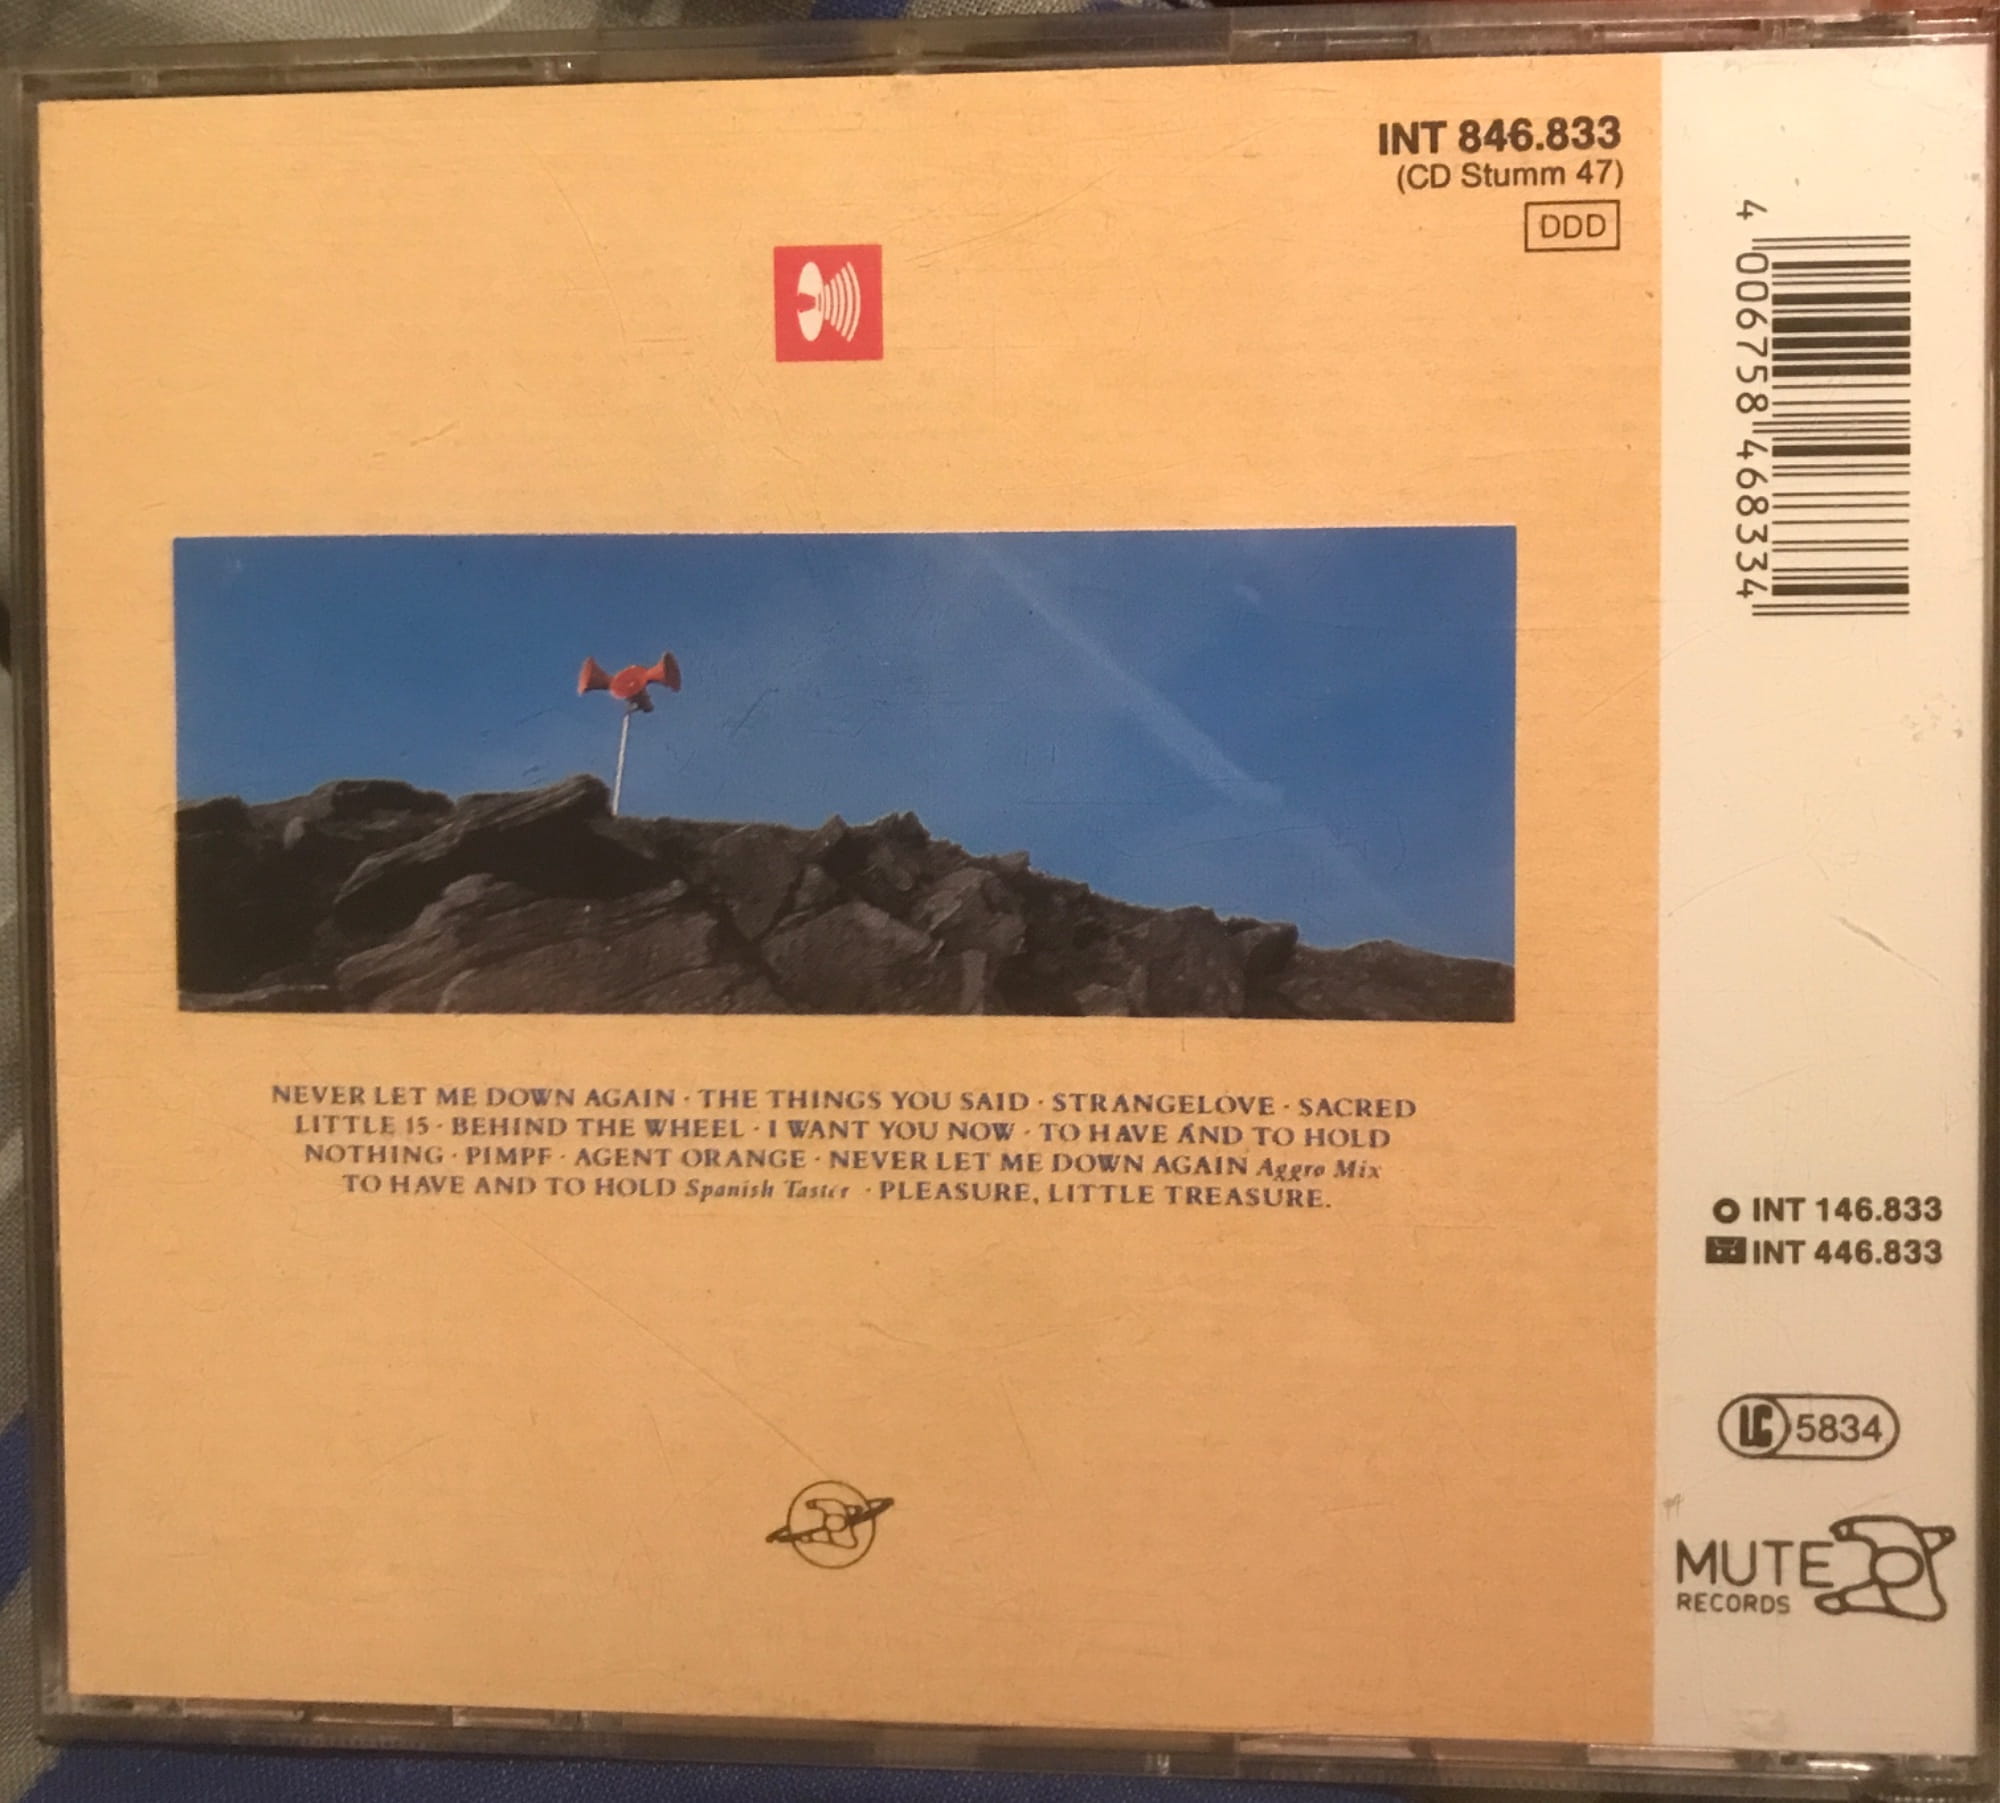 INT 846.833
(CD Stumm 47)
DDD
4 006758 468334
NEVER LET ME DOWN AGAIN · THE THINGS YOU SAID · STRANGELOVE · SACRED
LITTLE 15 · BEHIND THE WHEEL · I WANT YOU NOW · TO HAVE AND TO HOLD
NOTHING · PIMPF · AGENT ORANGE · NEVER LET ME DOWN AGAIN Aggro Mix
TO HAVE AND TO HOLD Spanish Taster · PLEASURE, LITTLE TREASURE.
INT 146.833
INT 446.833
LC 5834
MUTE
RECORDS